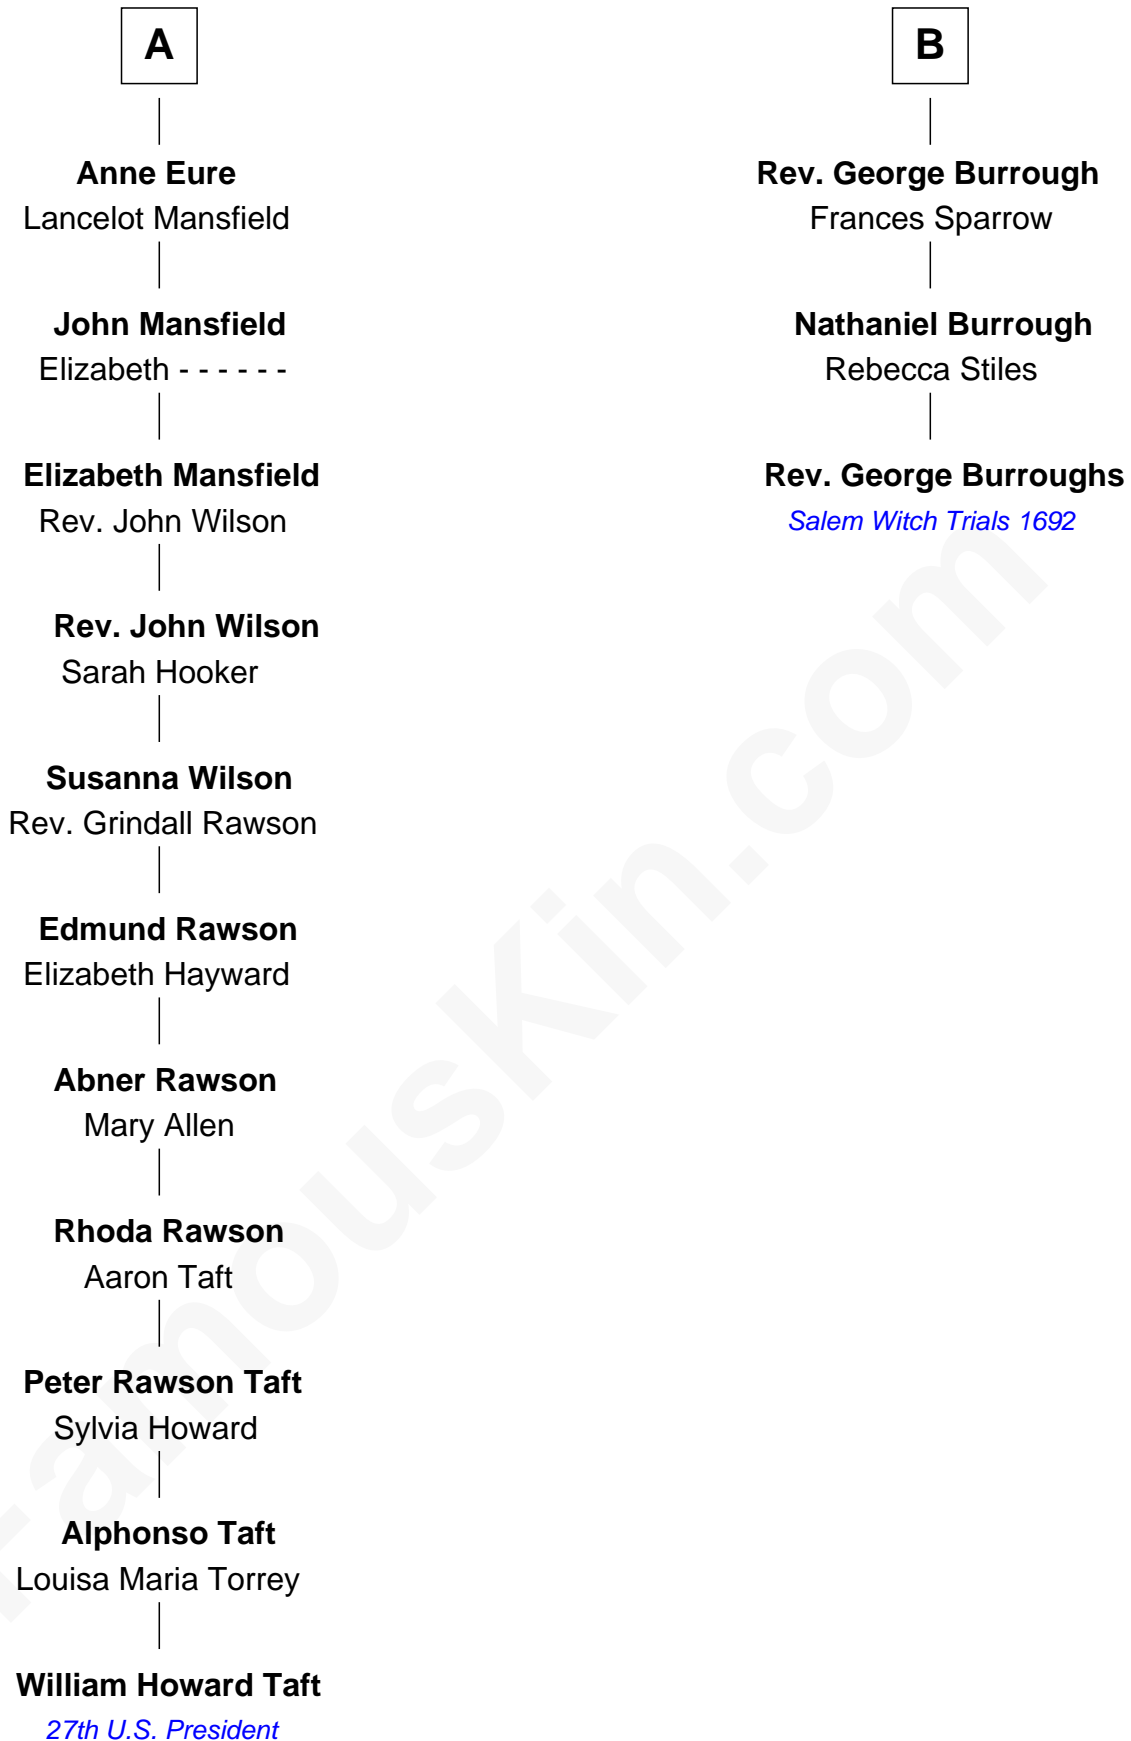 A
Anne Eure
Lancelot Mansfield
John Mansfield
Elizabeth - - - - - -
Elizabeth Mansfield
Rev. John Wilson
Rev. John Wilson
Sarah Hooker
Susanna Wilson
Rev. Grindall Rawson
Edmund Rawson
Elizabeth Hayward
Abner Rawson
Mary Allen
Rhoda Rawson
Aaron Taft
Peter Rawson Taft
Sylvia Howard
Alphonso Taft
Louisa Maria Torrey
William Howard Taft
27th U.S. President
B
Rev. George Burrough
Frances Sparrow
Nathaniel Burrough
Rebecca Stiles
Rev. George Burroughs
Salem Witch Trials 1692
FamousKin.com